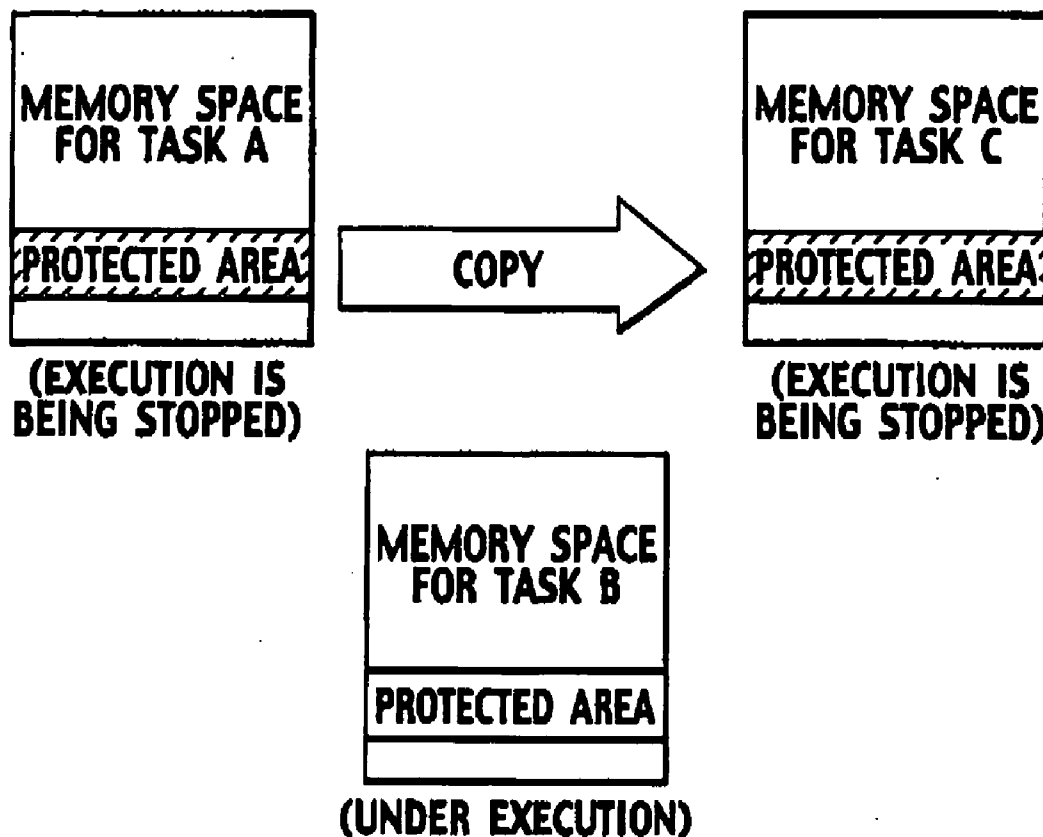 MEMORY SPACE
FOR TASK A
PROTECTED AREA
(EXECUTION IS
BEING STOPPED)
COPY
MEMORY SPACE
FOR TASK C
PROTECTED AREA
(EXECUTION IS
BEING STOPPED)
MEMORY SPACE
FOR TASK B
PROTECTED AREA
(UNDER EXECUTION)